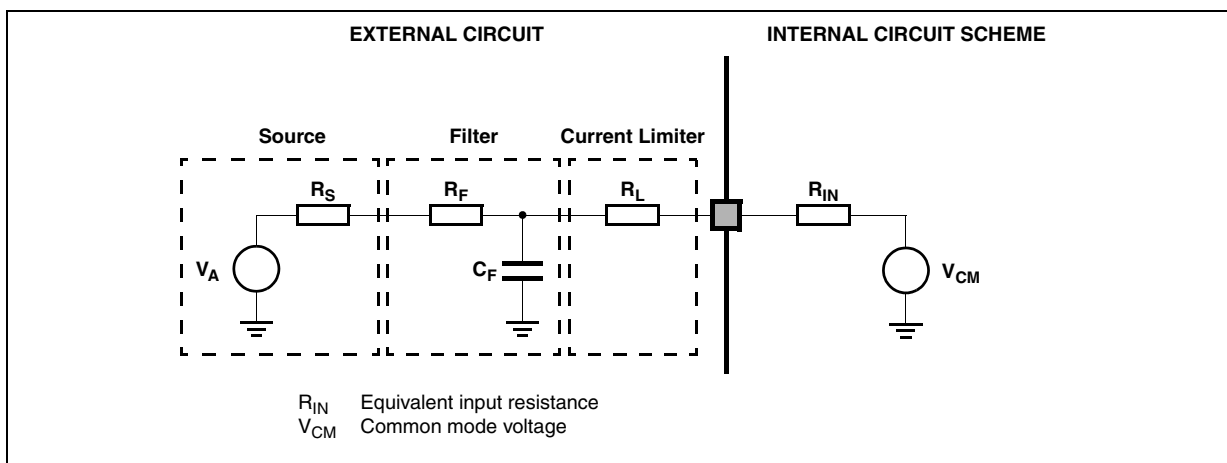 EXTERNAL CIRCUIT
INTERNAL CIRCUIT SCHEME
Source
Filter
Current Limiter
RS
RF
RL
RIN
VA
CF
VCM
RIN Equivalent input resistance
VCM Common mode voltage